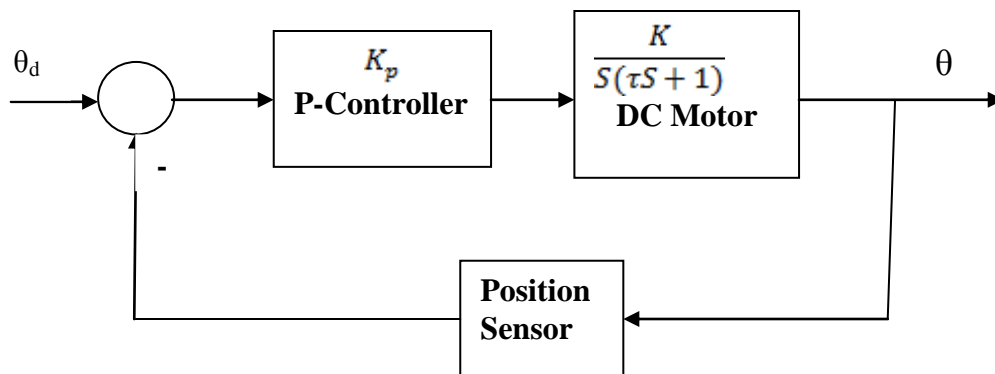 θd
Kp
P-Controller
K
S(τS + 1)
DC Motor
θ
-
Position
Sensor